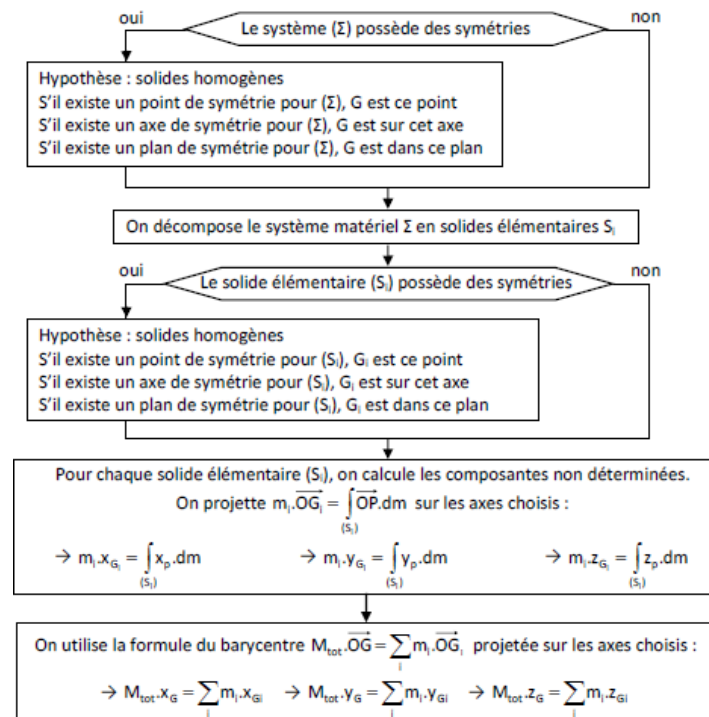 oui
Le système (Σ) possède des symétries
non
Hypothèse : solides homogènes
S'il existe un point de symétrie pour (Σ), G est ce point
S'il existe un axe de symétrie pour (Σ), G est sur cet axe
S'il existe un plan de symétrie pour (Σ), G est dans ce plan
On décompose le système matériel Σ en solides élémentaires Sᵢ
oui
Le solide élémentaire (Sᵢ) possède des symétries
non
Hypothèse : solides homogènes
S'il existe un point de symétrie pour (Sᵢ), Gᵢ est ce point
S'il existe un axe de symétrie pour (Sᵢ), Gᵢ est sur cet axe
S'il existe un plan de symétrie pour (Sᵢ), Gᵢ est dans ce plan
Pour chaque solide élémentaire (Sᵢ), on calcule les composantes non déterminées.
On projette mᵢ.OGᵢ = ∫(Sᵢ) OP.dm sur les axes choisis :
→ mᵢ.x_Gᵢ = ∫(Sᵢ) xₚ.dm → mᵢ.y_Gᵢ = ∫(Sᵢ) yₚ.dm → mᵢ.z_Gᵢ = ∫(Sᵢ) zₚ.dm
On utilise la formule du barycentre M_tot.OG = ∑ᵢ mᵢ.OGᵢ projetée sur les axes choisis :
→ M_tot.x_G = ∑ᵢ mᵢ.x_Gi → M_tot.y_G = ∑ᵢ mᵢ.y_Gi → M_tot.z_G = ∑ᵢ mᵢ.z_Gi